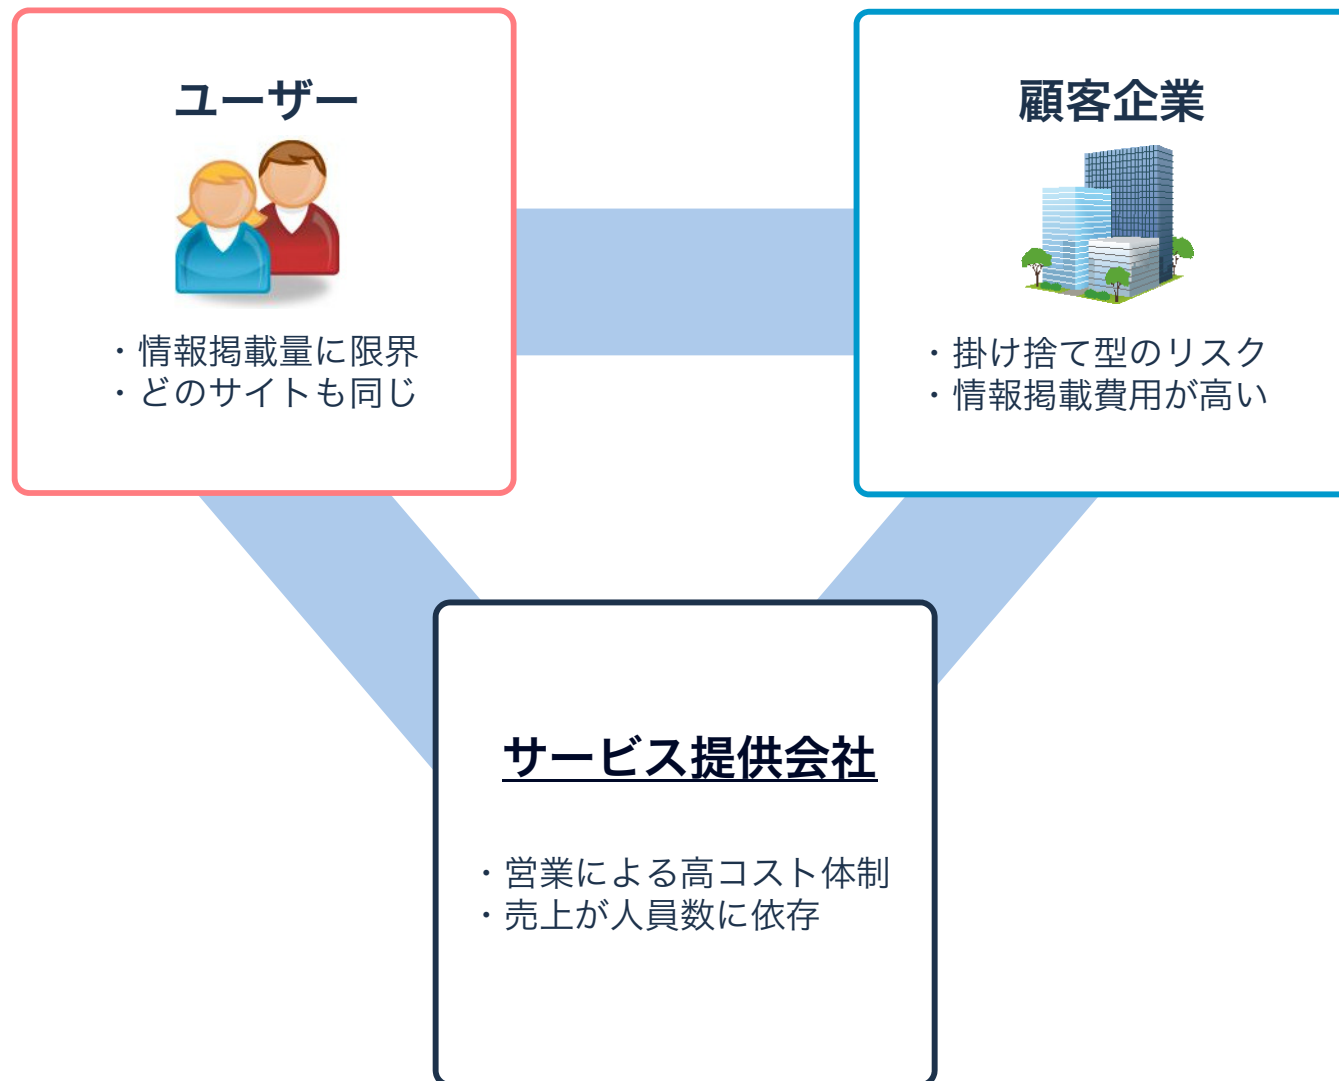 ユーザー
・情報掲載量に限界
・どのサイトも同じ
顧客企業
・掛け捨て型のリスク
・情報掲載費用が高い
サービス提供会社
・営業による高コスト体制
・売上が人員数に依存